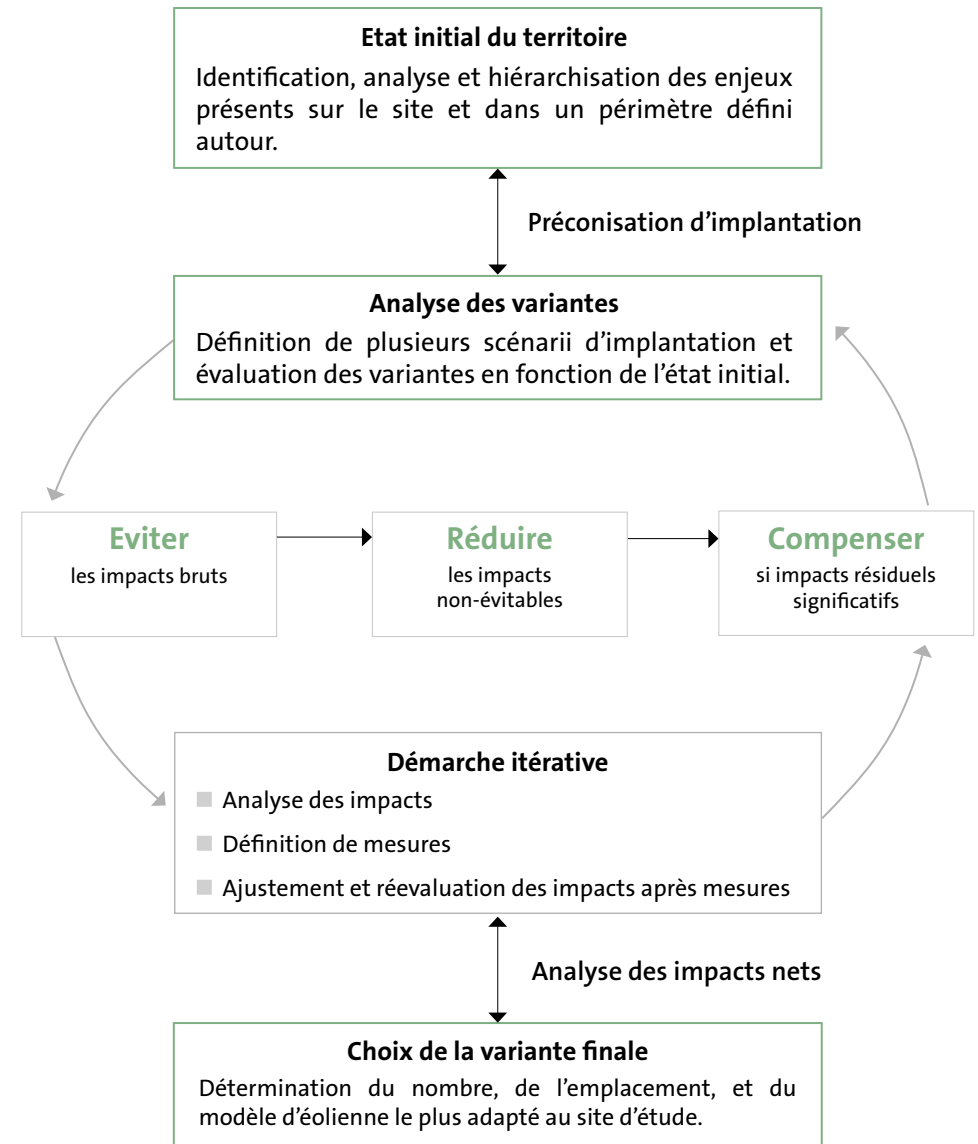 Etat initial du territoire
Identification, analyse et hiérarchisation des enjeux
présents sur le site et dans un périmètre défini
autour.
Préconisation d’implantation
Analyse des variantes
Définition de plusieurs scénarii d’implantation et
évaluation des variantes en fonction de l’état initial.
Eviter
les impacts bruts
Réduire
les impacts
non-évitables
Compenser
si impacts résiduels
significatifs
Démarche itérative
Analyse des impacts
Définition de mesures
Ajustement et réevaluation des impacts après mesures
Analyse des impacts nets
Choix de la variante finale
Détermination du nombre, de l’emplacement, et du
modèle d’éolienne le plus adapté au site d’étude.